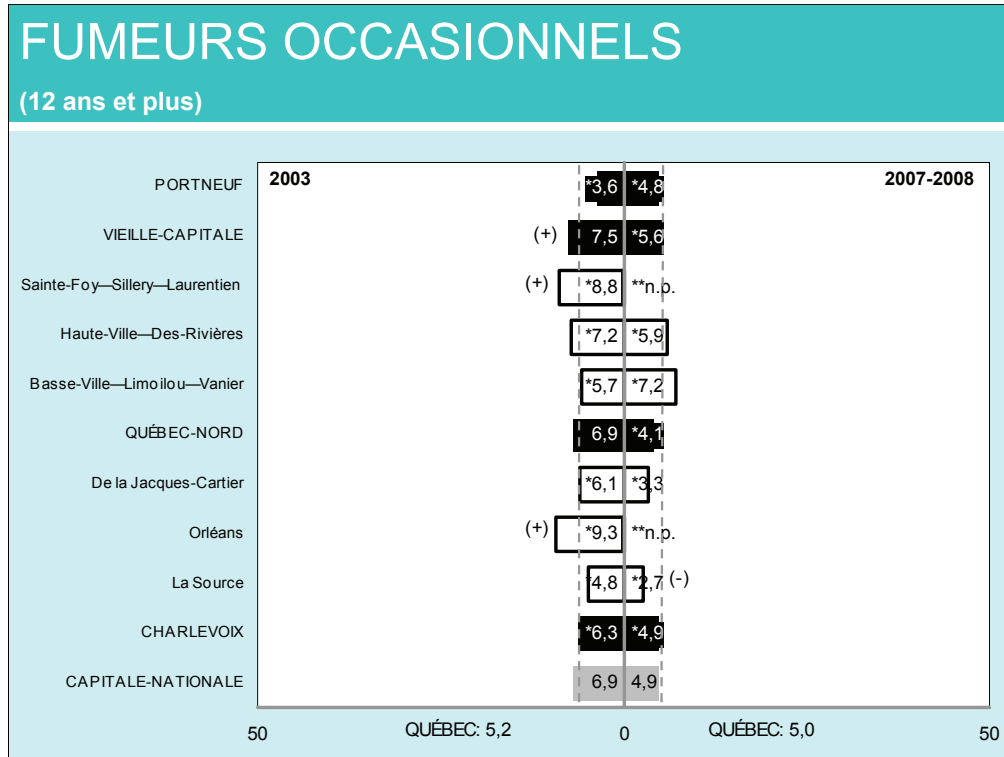 FUMEURS OCCASIONNELS
(12 ans et plus)
2003 2007-2008
PORTNEUF *3,6 *4,8
VIEILLE-CAPITALE (+) 7,5 *5,6
Sainte-Foy—Sillery—Laurentien (+) *8,8 **n.p.
Haute-Ville—Des-Rivières *7,2 *5,9
Basse-Ville—Limoilou—Vanier *5,7 *7,2
QUÉBEC-NORD 6,9 *4,1
De la Jacques-Cartier *6,1 *3,3
Orléans (+) *9,3 **n.p.
La Source *4,8 *2,7 (-)
CHARLEVOIX *6,3 *4,9
CAPITALE-NATIONALE 6,9 4,9
50 QUÉBEC: 5,2 0 QUÉBEC: 5,0 50